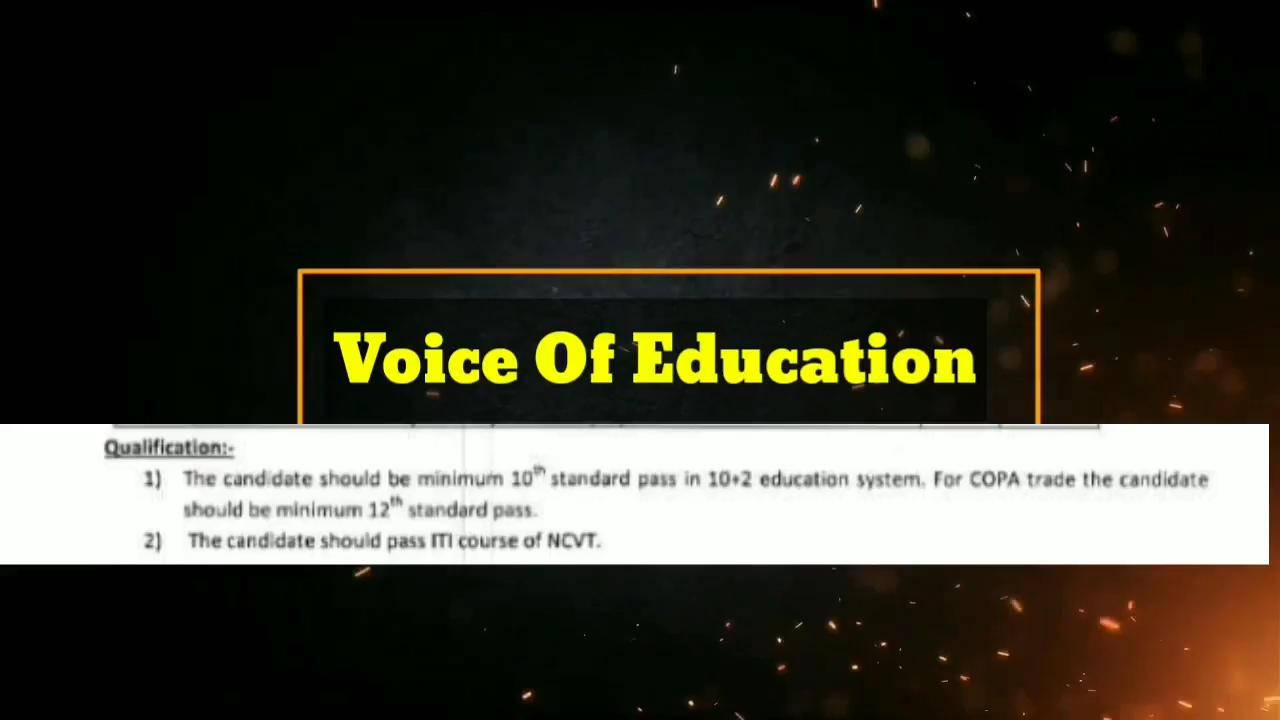 Voice Of Education
Qualification:-
1) The candidate should be minimum 10th standard pass in 10+2 education system. For COPA trade the candidate
should be minimum 12th standard pass.
2) The candidate should pass ITI course of NCVT.